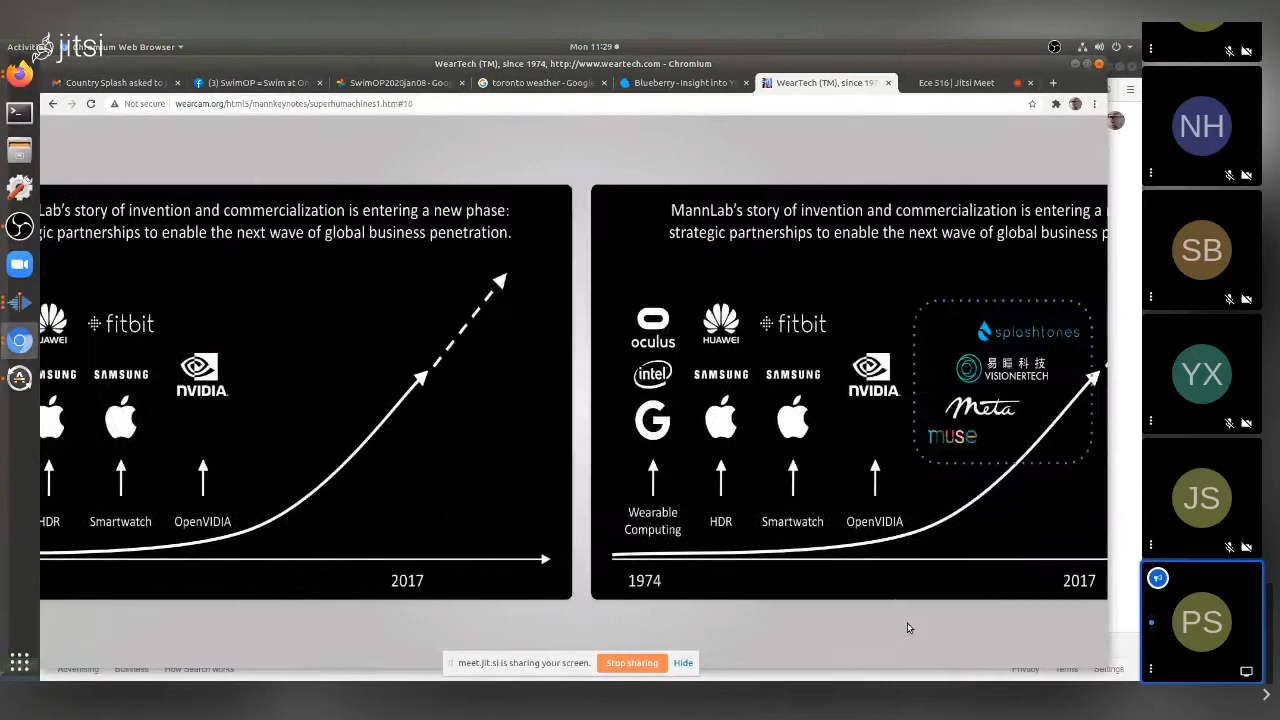 jitsi
Activities Chromium Web Browser
Mon 11:29
WearTech (TM), since 1974, http://www.weartech.com - Chromium
Country Splash asked to
(3) SwimOP = Swim at On
SwimOP2020jan08 - Goog
toronto weather - Google
Blueberry - Insight into Yo
WearTech (TM), since 197
Ece 516 | Jitsi Meet
Not secure
wearcam.org/html5/mannkeynotes/superhumachines1.htm#10
Lab's story of invention and commercialization is entering a new phase:
gic partnerships to enable the next wave of global business penetration.
HUAWEI
fitbit
SAMSUNG
SAMSUNG
NVIDIA
HDR
Smartwatch
OpenVIDIA
2017
MannLab's story of invention and commercialization is entering a n
strategic partnerships to enable the next wave of global business p
oculus
HUAWEI
fitbit
splashtones
intel
SAMSUNG
SAMSUNG
NVIDIA
VISIONERTECH
G
Meta
muse
Wearable
Computing
HDR
Smartwatch
OpenVIDIA
1974
2017
Advertising
Business
How Search works
Privacy
Terms
Settings
meet.jit.si is sharing your screen.
Stop sharing
Hide
NH
SB
YX
JS
PS